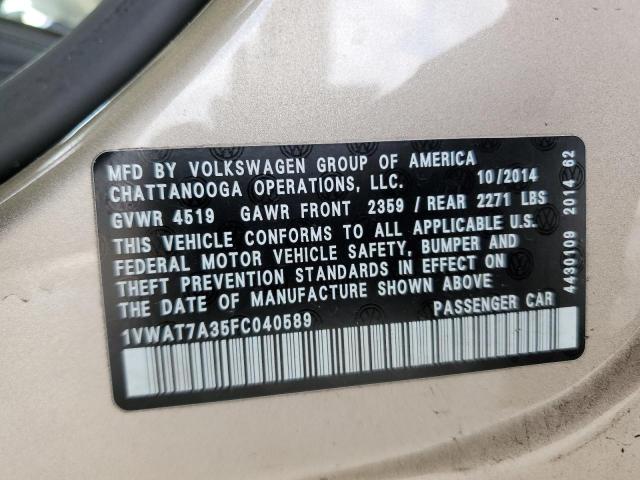 MFD BY VOLKSWAGEN GROUP OF AMERICA
CHATTANOOGA OPERATIONS, LLC. 10/2014
GVWR 4519 GAWR FRONT 2359 / REAR 2271 LBS
THIS VEHICLE CONFORMS TO ALL APPLICABLE U.S.
FEDERAL MOTOR VEHICLE SAFETY, BUMPER AND
THEFT PREVENTION STANDARDS IN EFFECT ON
THE DATE OF MANUFACTURE SHOWN ABOVE
1VWAT7A35FC040589 PASSENGER CAR
4430109 2014 62